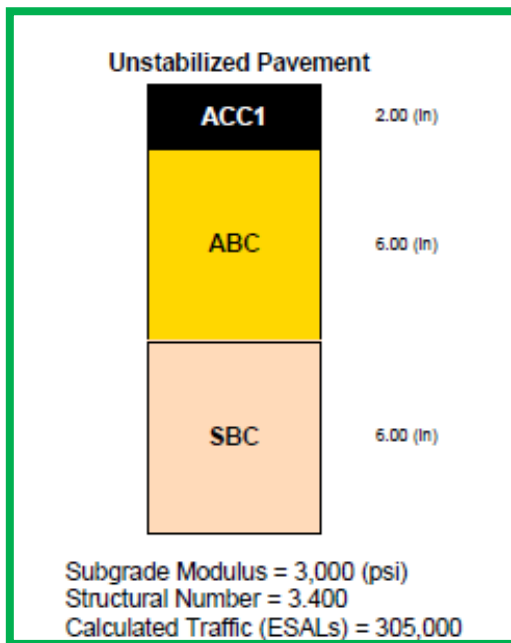 Unstabilized Pavement
ACC1 2.00 (in)
ABC 6.00 (in)
SBC 6.00 (in)
Subgrade Modulus = 3,000 (psi)
Structural Number = 3.400
Calculated Traffic (ESALs) = 305,000